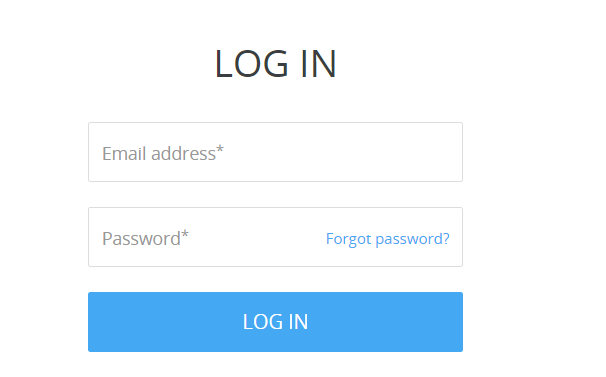 LOG IN
Email address*
Password* Forgot password?
LOG IN